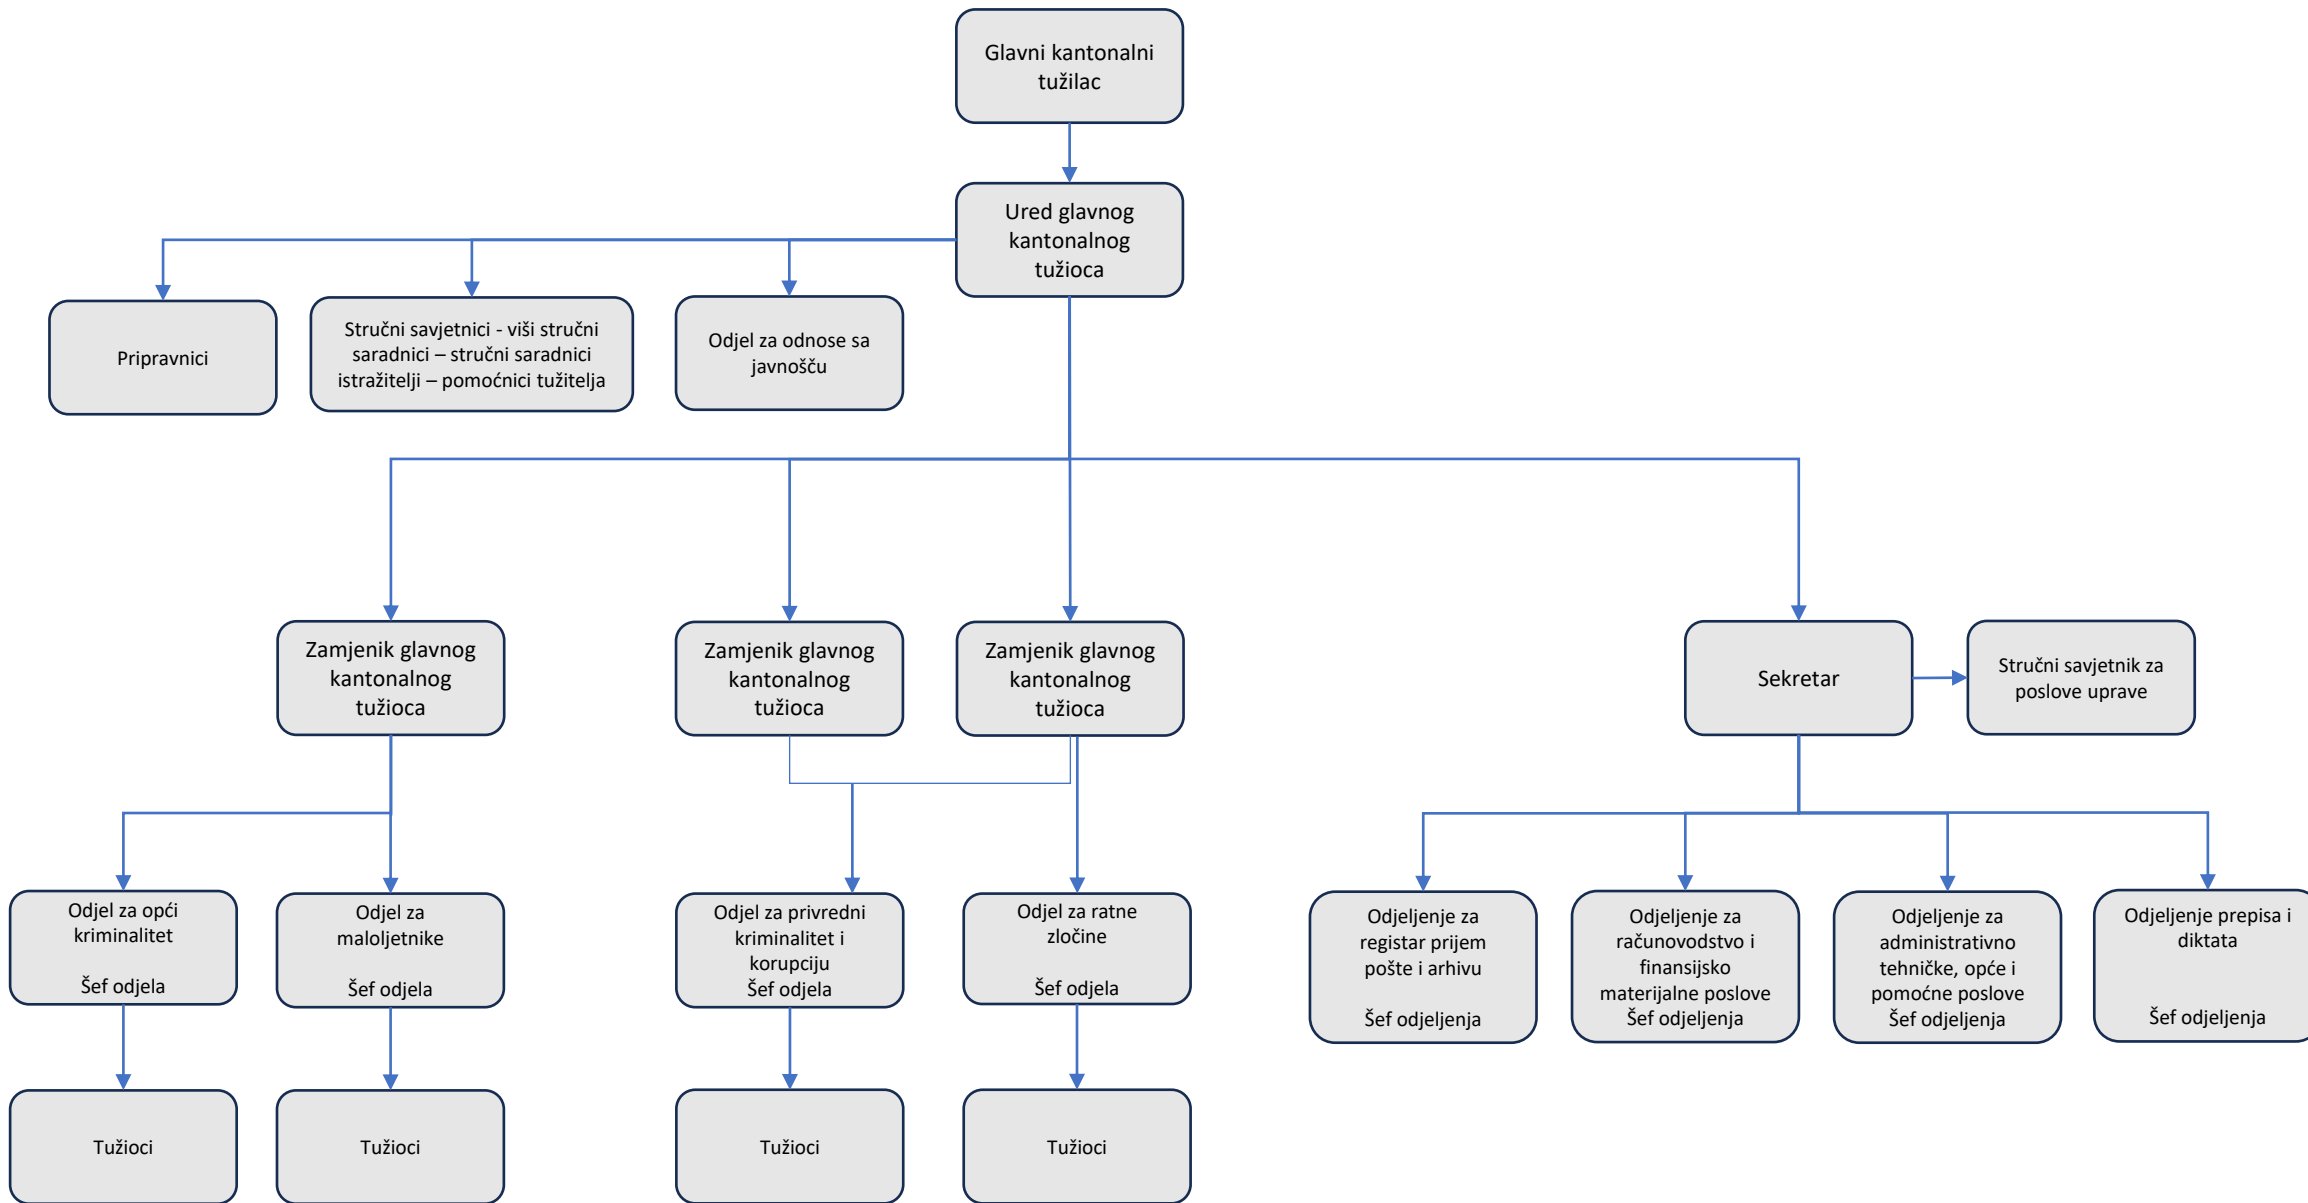 Glavni kantonalni
tužilac
Ured glavnog
kantonalnog
tužioca
Pripravnici
Stručni savjetnici - viši stručni
saradnici – stručni saradnici
istražitelji – pomoćnici tužitelja
Odjel za odnose sa
javnošču
Zamjenik glavnog
kantonalnog
tužioca
Zamjenik glavnog
kantonalnog
tužioca
Zamjenik glavnog
kantonalnog
tužioca
Sekretar
Stručni savjetnik za
poslove uprave
Odjel za opći
kriminalitet
Šef odjela
Odjel za
maloljetnike
Šef odjela
Odjel za privredni
kriminalitet i
korupciju
Šef odjela
Odjel za ratne
zločine
Šef odjela
Odjeljenje za
registar prijem
pošte i arhivu
Šef odjeljenja
Odjeljenje za
računovodstvo i
finansijsko
materijalne poslove
Šef odjeljenja
Odjeljenje za
administrativno
tehničke, opće i
pomoćne poslove
Šef odjeljenja
Odjeljenje prepisa i
diktata
Šef odjeljenja
Tužioci
Tužioci
Tužioci
Tužioci